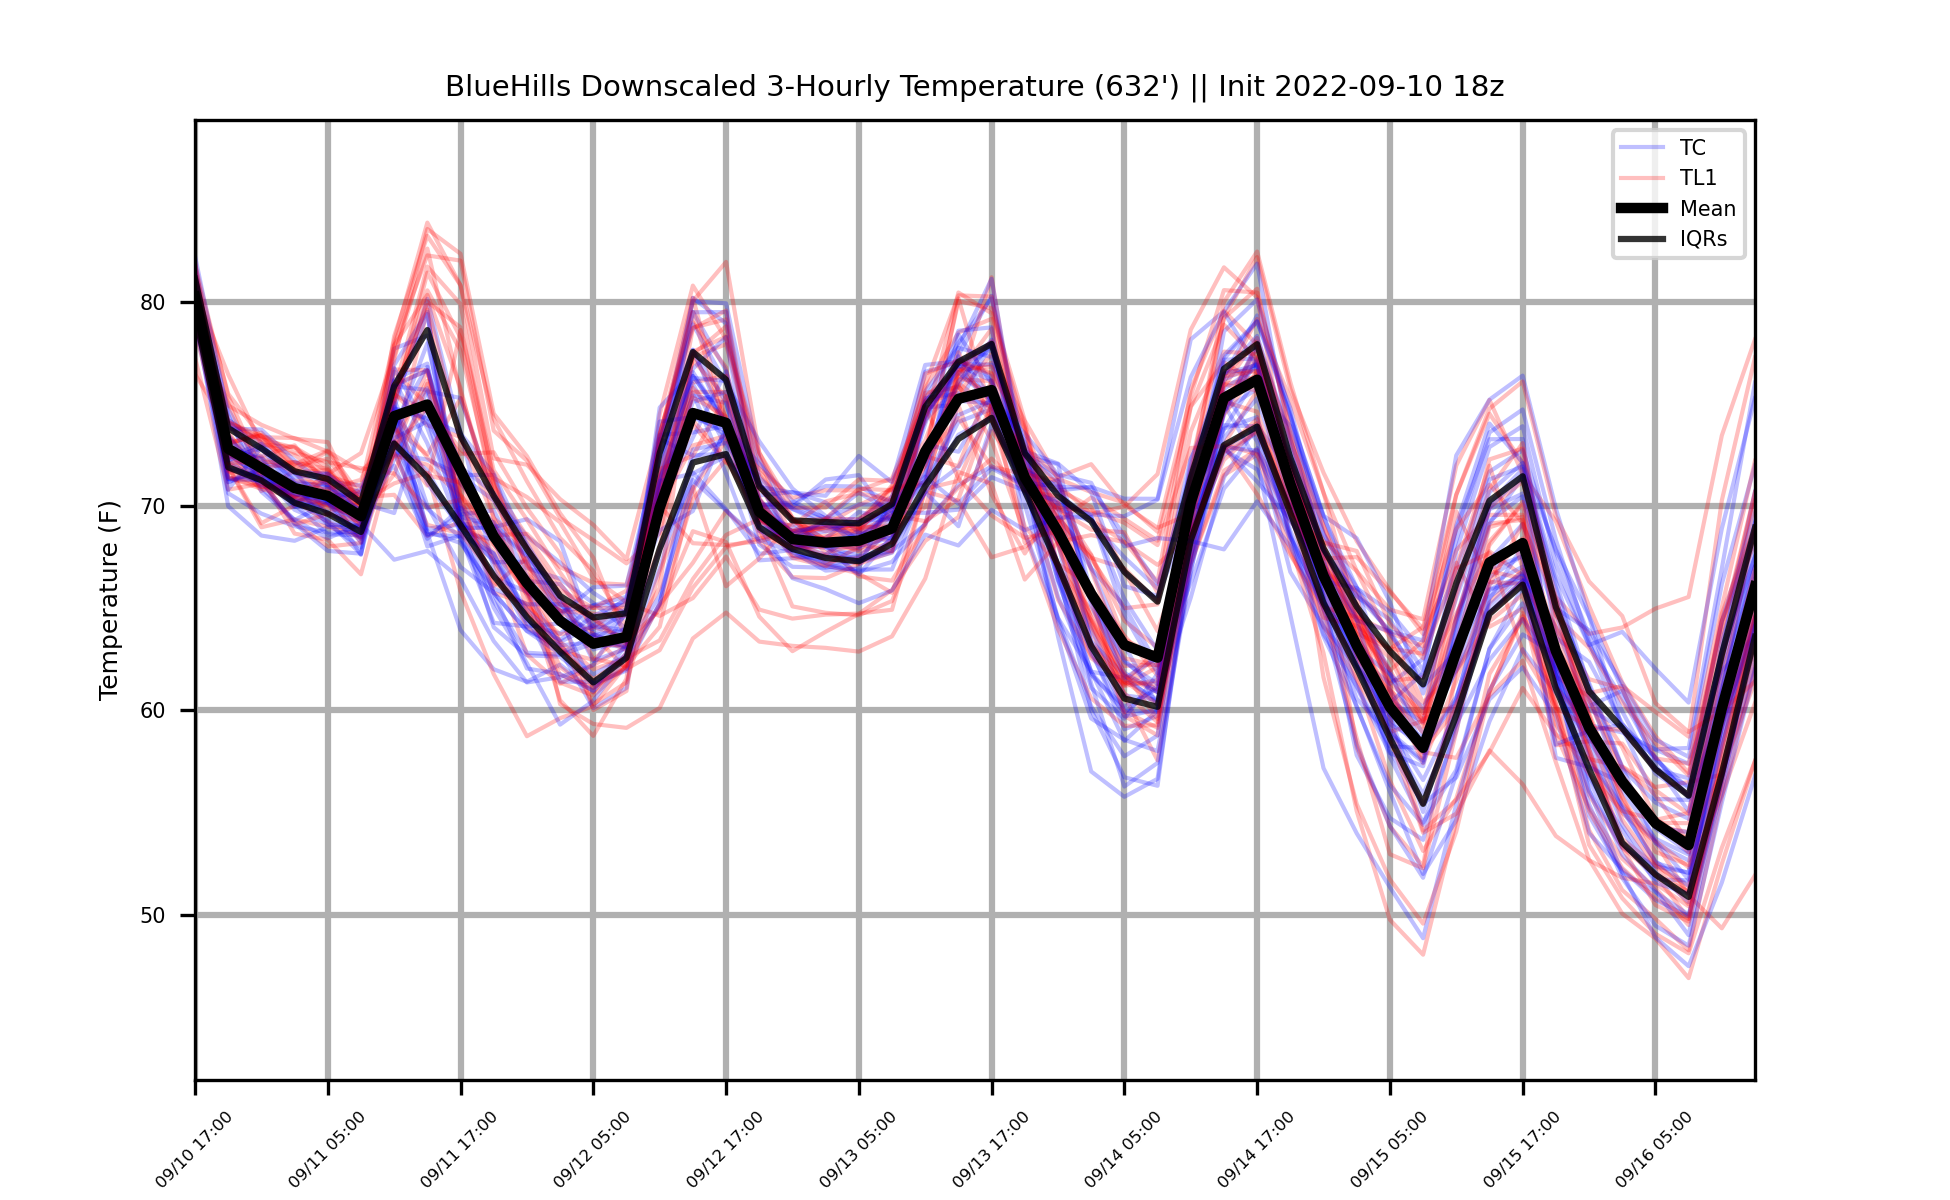 BlueHills Downscaled 3-Hourly Temperature (632') || Init 2022-09-10 18z
TC
TL1
Mean
IQRs
Temperature (F)
80
70
60
50
09/10 17:00
09/11 05:00
09/11 17:00
09/12 05:00
09/12 17:00
09/13 05:00
09/13 17:00
09/14 05:00
09/14 17:00
09/15 05:00
09/15 17:00
09/16 05:00